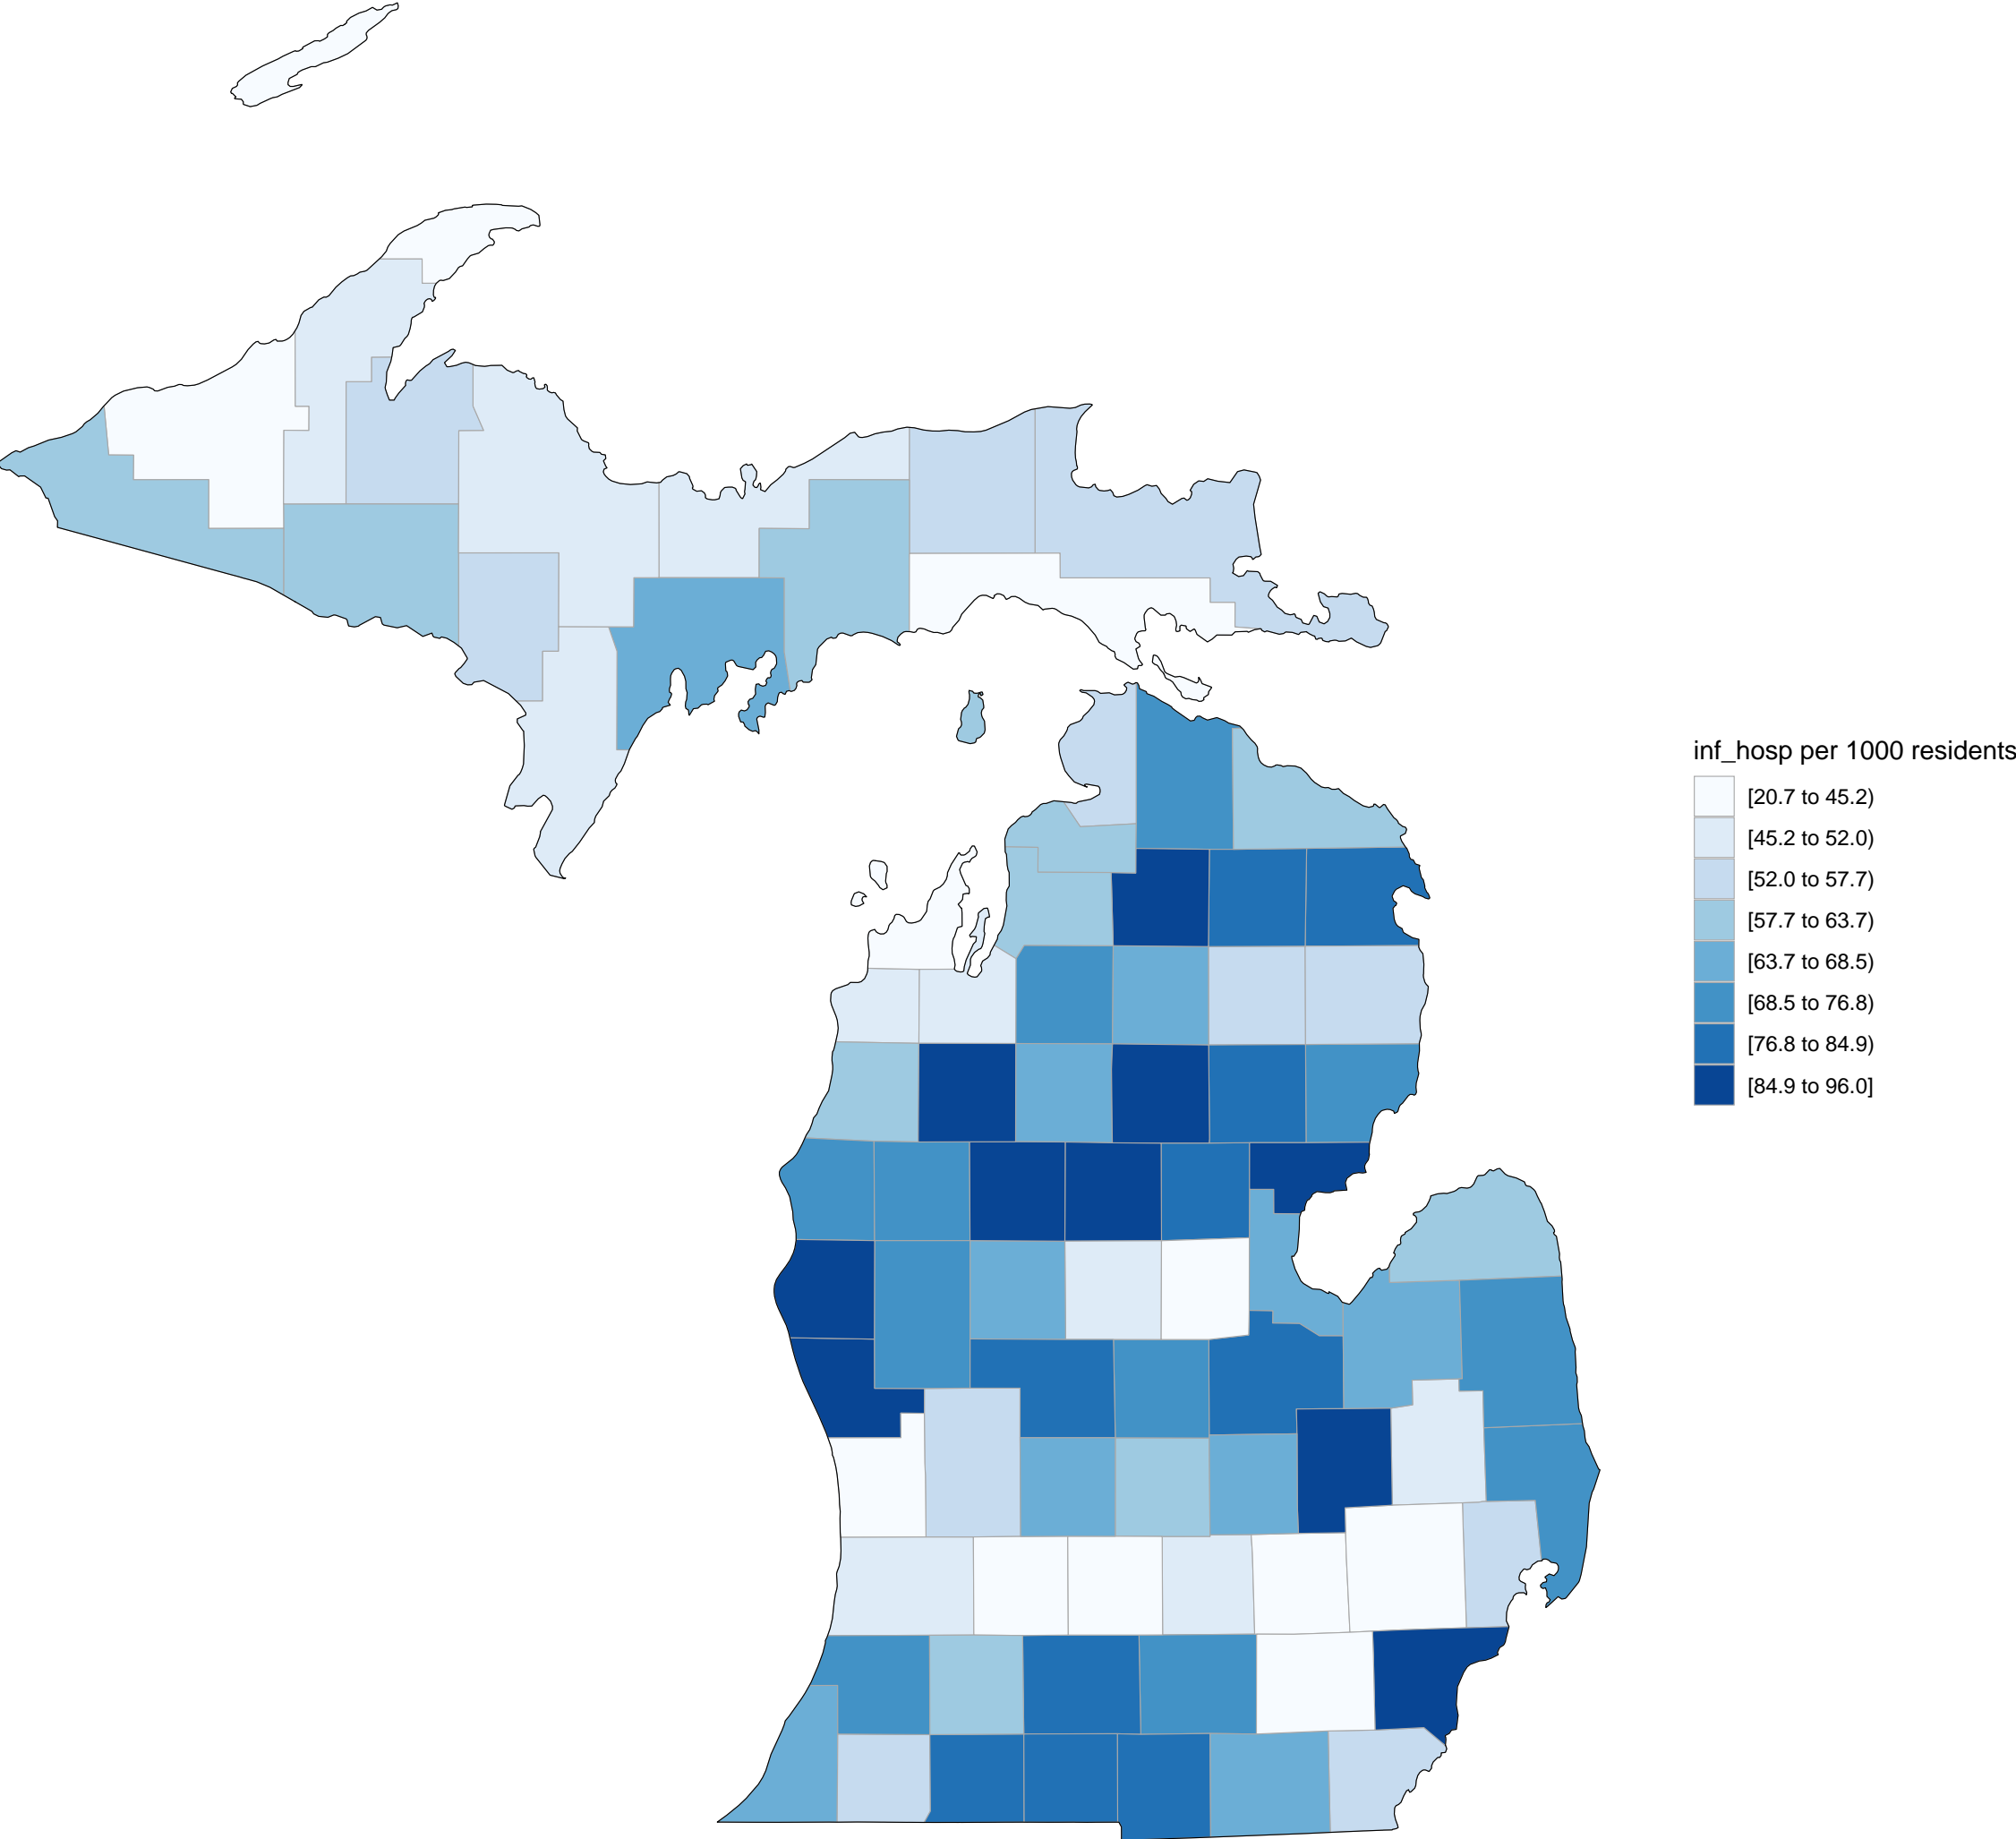 inf_hosp per 1000 residents
[20.7 to 45.2)
[45.2 to 52.0)
[52.0 to 57.7)
[57.7 to 63.7)
[63.7 to 68.5)
[68.5 to 76.8)
[76.8 to 84.9)
[84.9 to 96.0]